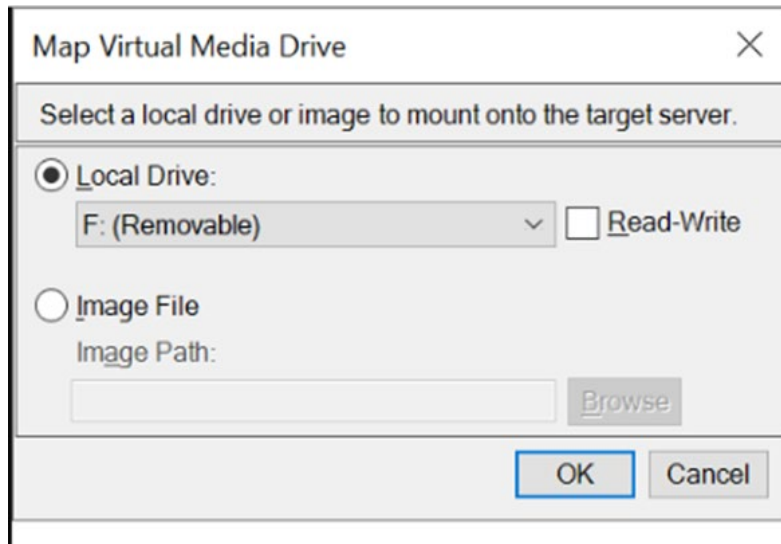 Map Virtual Media Drive
Select a local drive or image to mount onto the target server.
Local Drive:
F: (Removable) Read-Write
Image File
Image Path:
Browse
OK Cancel